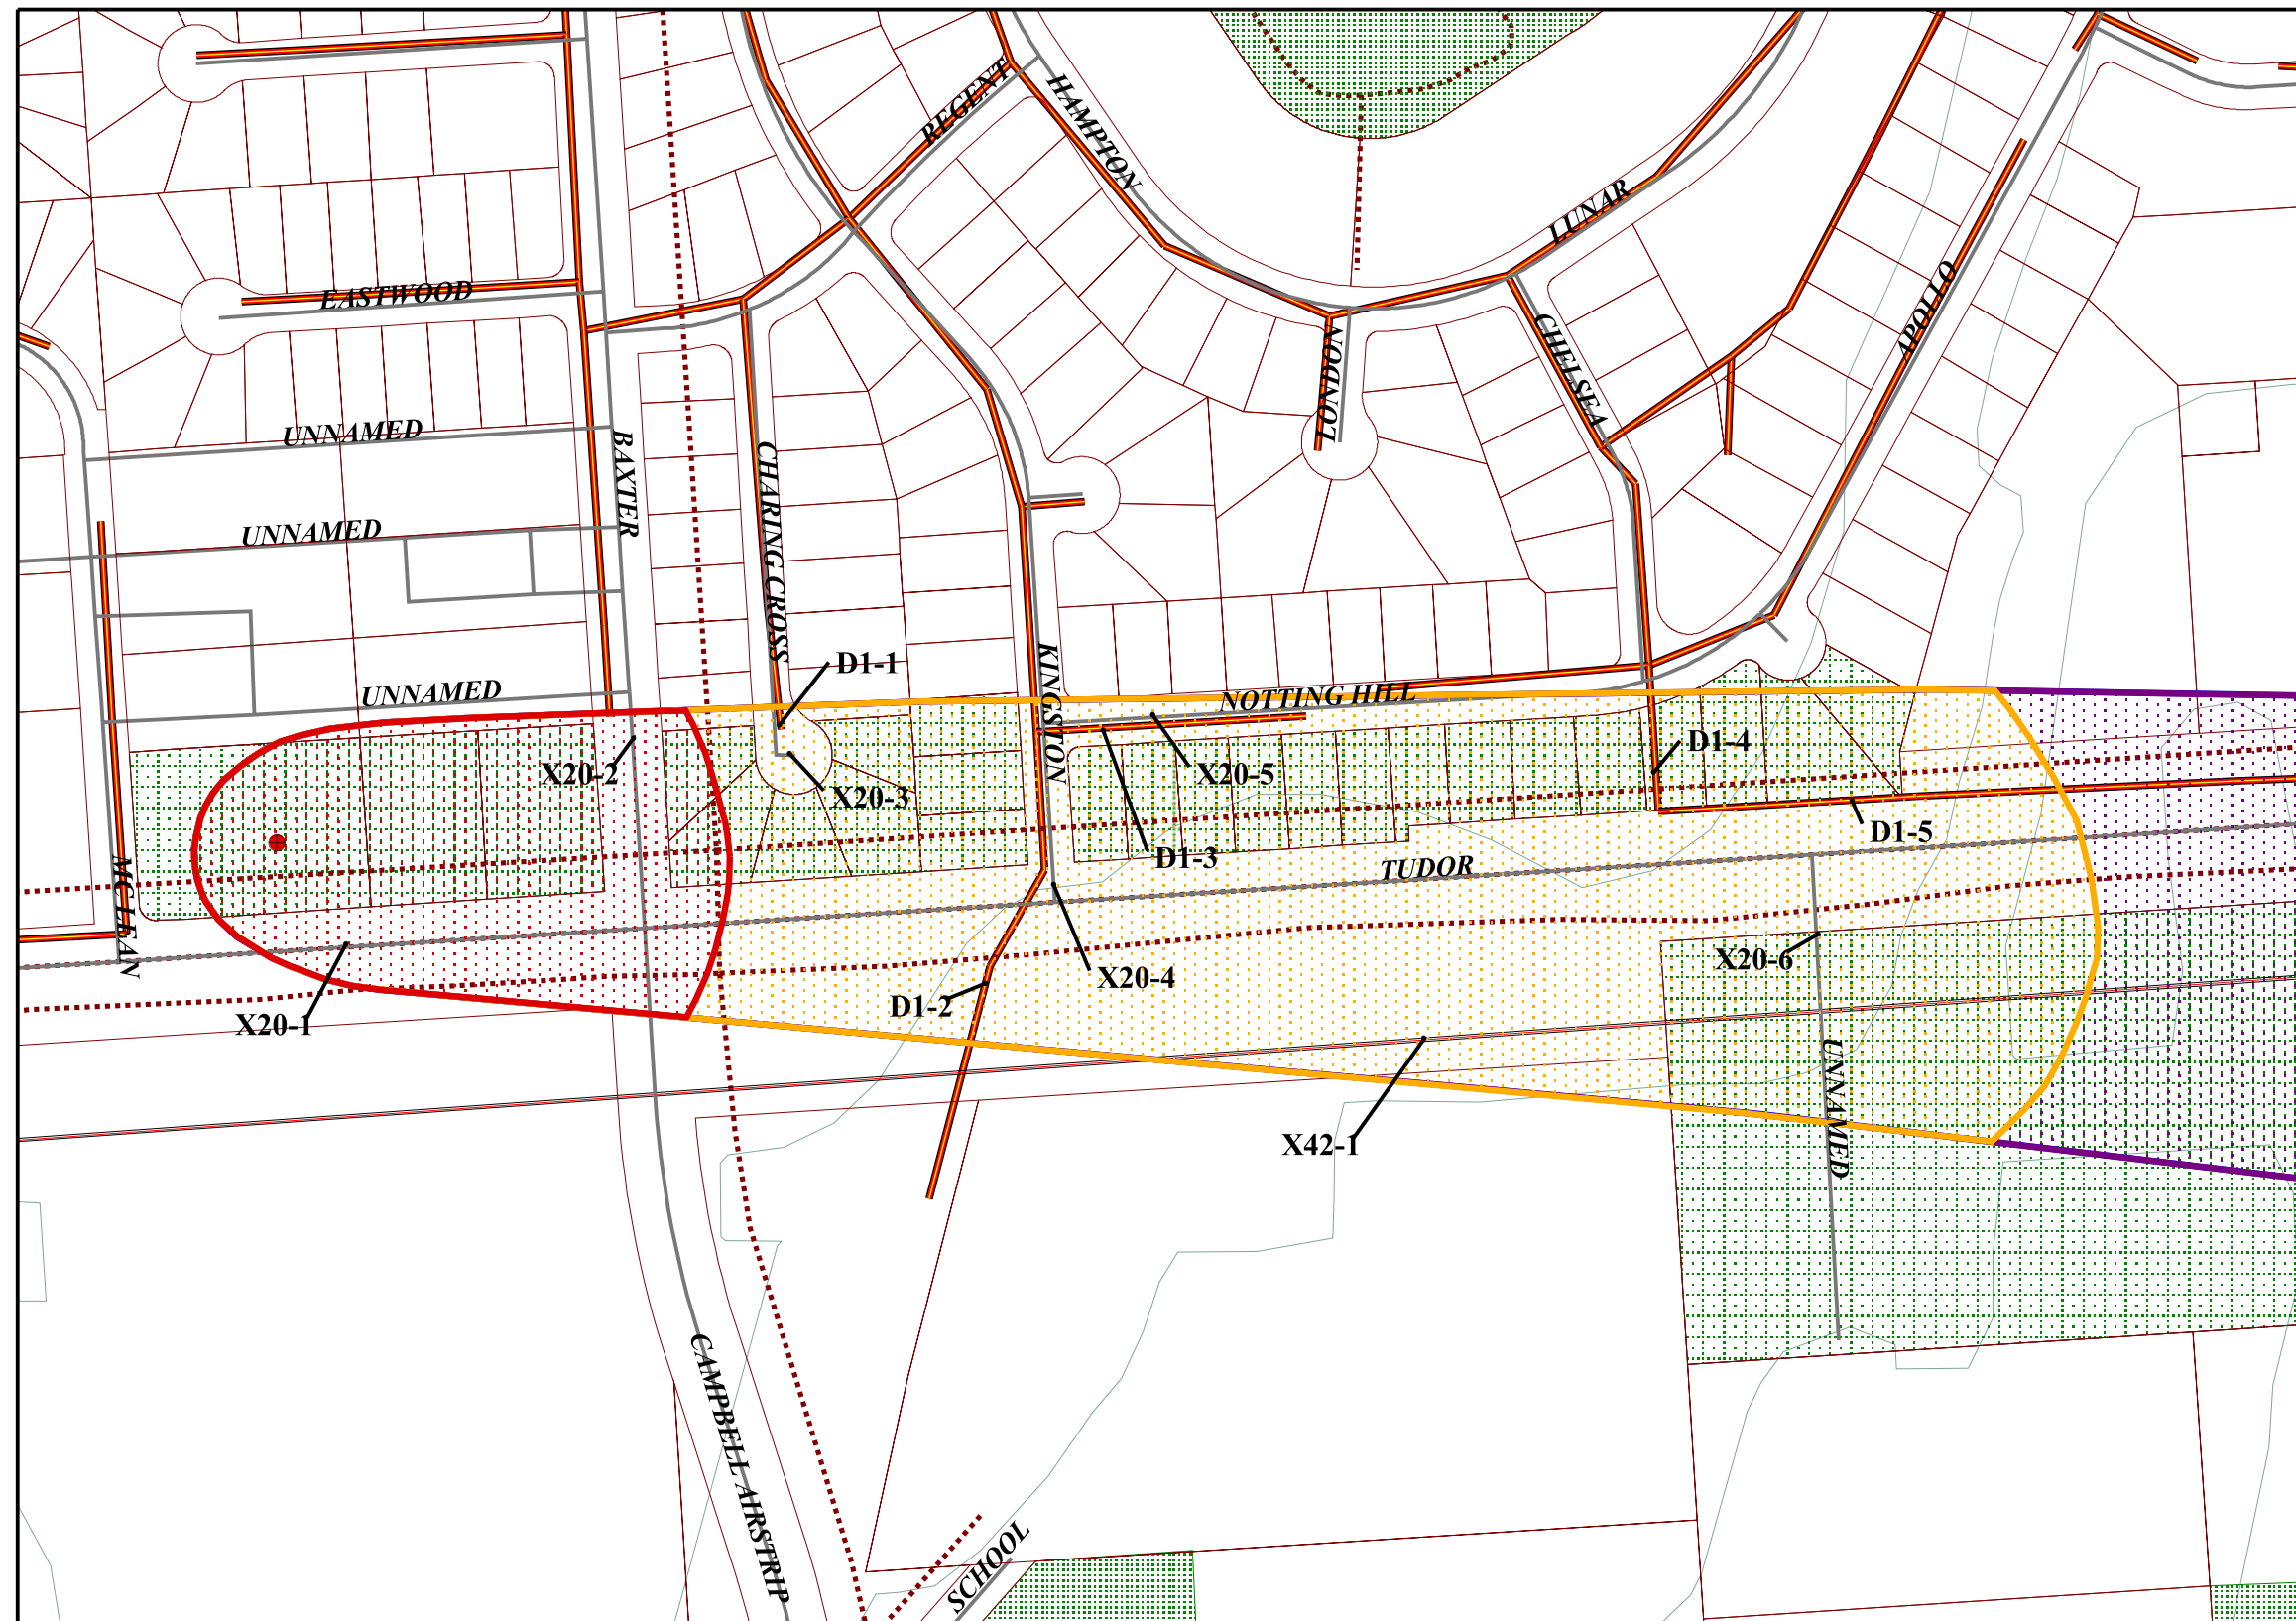 REGENT
HAMPTON
LUNAR
EASTWOOD
APOLLO
LONDON
CHELSEA
UNNAMED
BAXTER
CHARING CROSS
UNNAMED
D1-1
KINGSTON
UNNAMED
NOTTING HILL
X20-2
X20-3
X20-5
D1-4
D1-5
D1-3
MC LEAN
TUDOR
X20-6
X20-4
D1-2
X20-1
UNNAMED
X42-1
CAMPBELL AIRSTRIP
SCHOOL